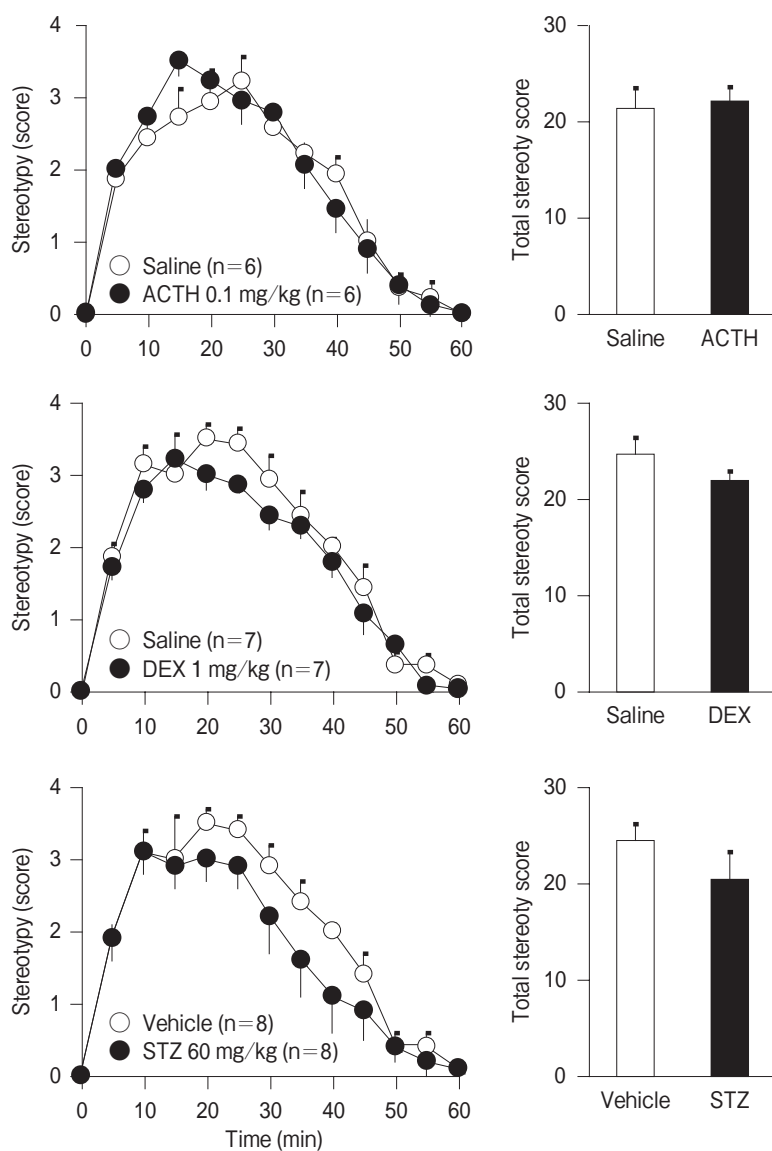 Stereotypy (score)
4
3
2
1
0
Saline (n=6)
ACTH 0.1 mg/kg (n=6)
0 10 20 30 40 50 60
Total stereoty score
30
20
10
0
Saline ACTH
Stereotypy (score)
4
3
2
1
0
Saline (n=7)
DEX 1 mg/kg (n=7)
0 10 20 30 40 50 60
Total stereoty score
30
20
10
0
Saline DEX
Stereotypy (score)
4
3
2
1
0
Vehicle (n=8)
STZ 60 mg/kg (n=8)
0 10 20 30 40 50 60
Time (min)
Total stereoty score
30
20
10
0
Vehicle STZ